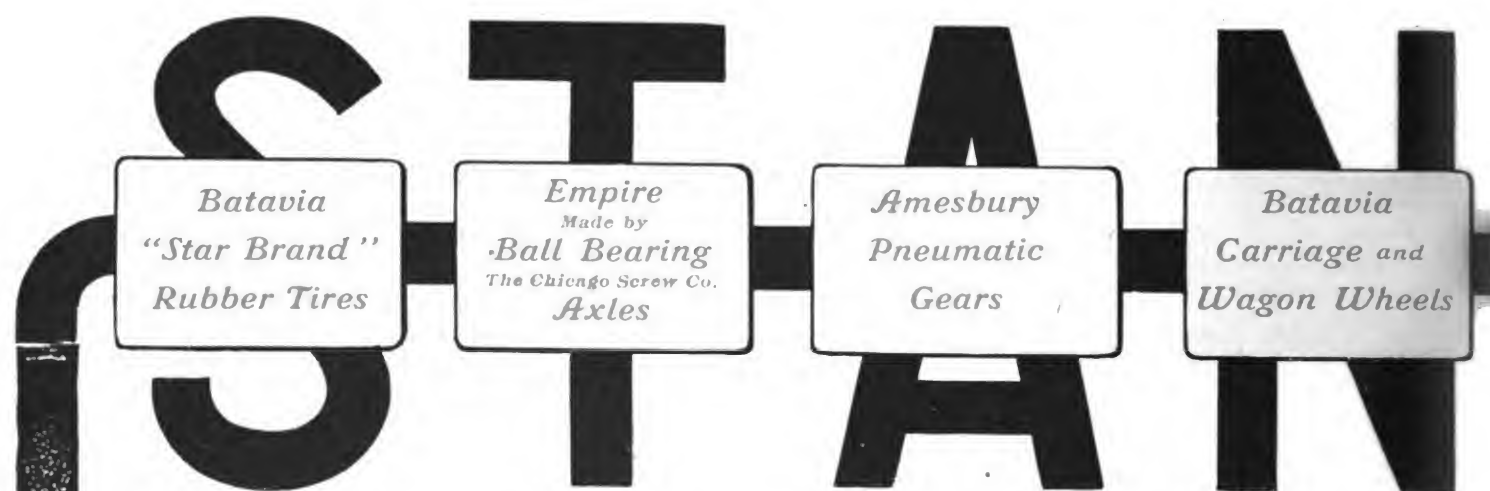 STAN
Batavia
“Star Brand”
Rubber Tires
Empire
Made by
Ball Bearing
The Chicago Screw Co.
Axles
Amesbury
Pneumatic
Gears
Batavia
Carriage and
Wagon Wheels